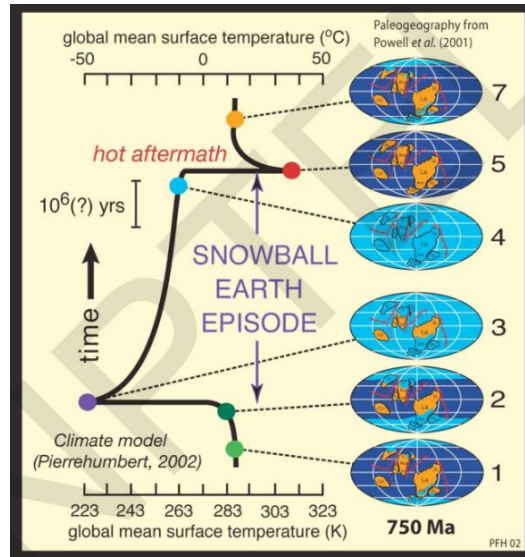 global mean surface temperature (°C)
-50 0 50
Paleogeography from
Powell et al. (2001)
7
hot aftermath
5
10⁶(?) yrs
4
SNOWBALL
EARTH
EPISODE
time
3
2
Climate model
(Pierrehumbert, 2002)
1
223 243 263 283 303 323
global mean surface temperature (K)
750 Ma
PFH 02
NPTEL